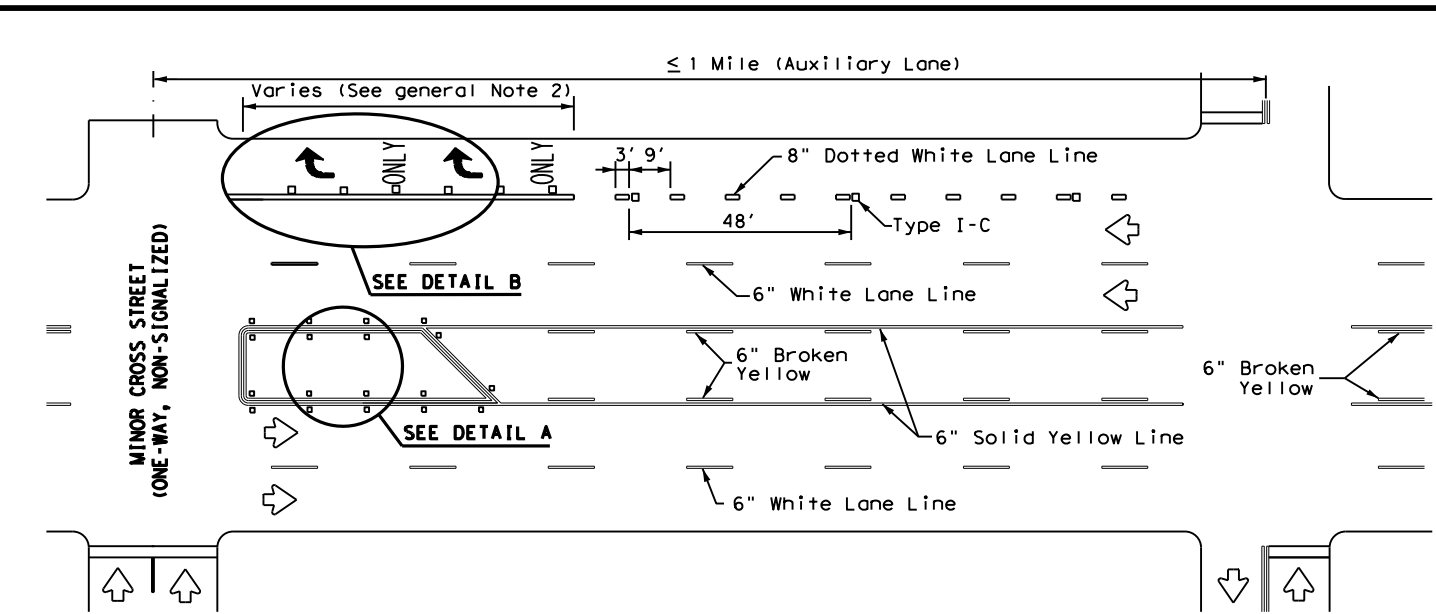 ≤ 1 Mile (Auxiliary Lane)
Varies (See general Note 2)
ONLY
ONLY
3' 9'
8" Dotted White Lane Line
48'
Type I-C
SEE DETAIL B
6" White Lane Line
MINOR CROSS STREET
(ONE-WAY, NON-SIGNALIZED)
6" Broken
Yellow
6" Broken
Yellow
SEE DETAIL A
6" Solid Yellow Line
6" White Lane Line